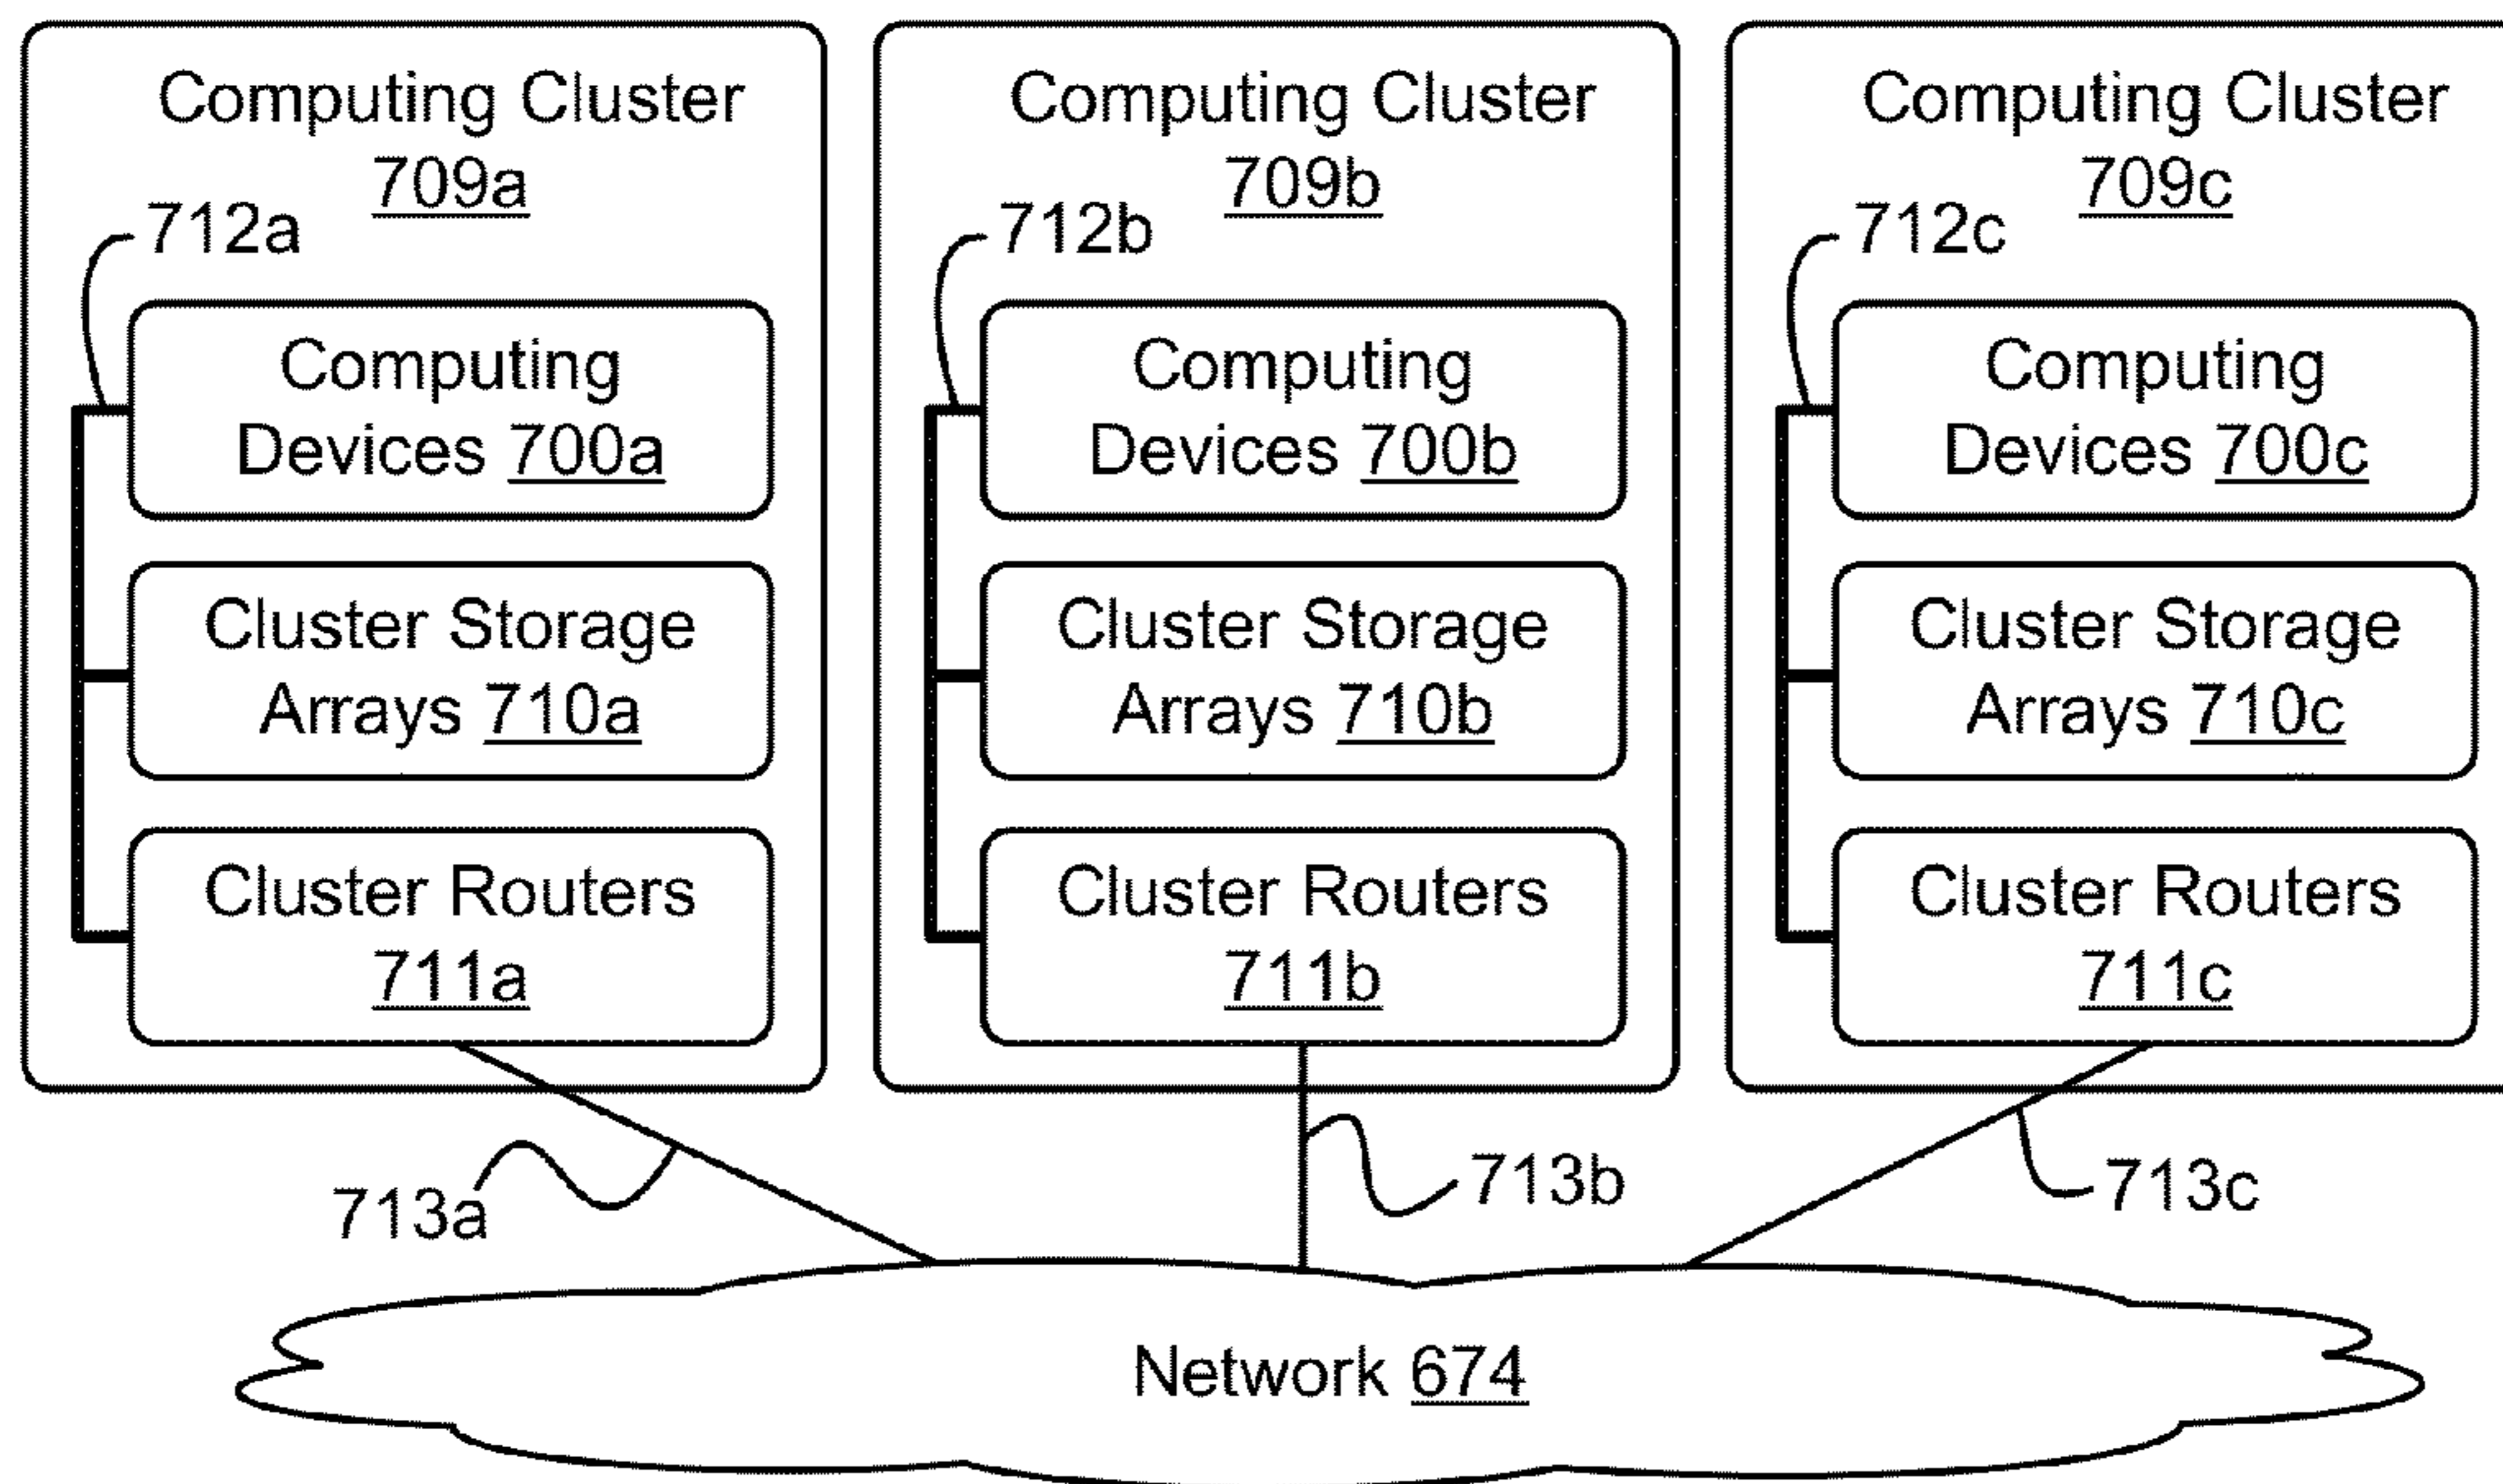 Computing Cluster
709a
712a
Computing
Devices 700a
Cluster Storage
Arrays 710a
Cluster Routers
711a
Computing Cluster
709b
712b
Computing
Devices 700b
Cluster Storage
Arrays 710b
Cluster Routers
711b
Computing Cluster
709c
712c
Computing
Devices 700c
Cluster Storage
Arrays 710c
Cluster Routers
711c
713a
713b
713c
Network 674